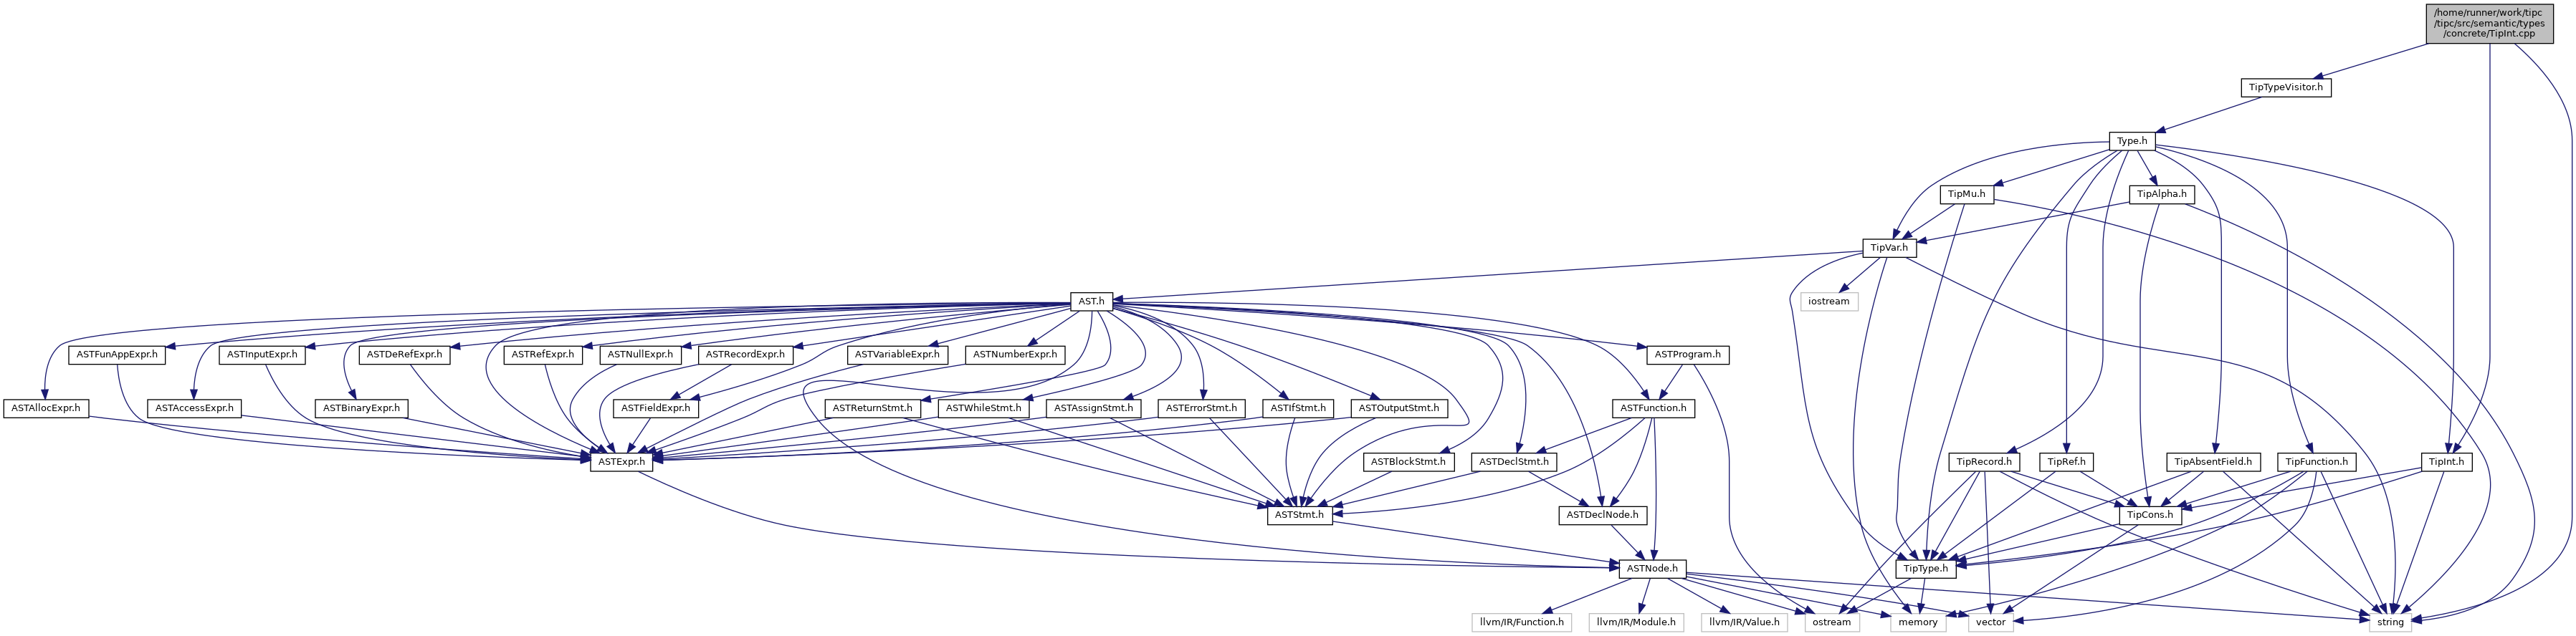 /home/runner/work/tipc
/tipc/src/semantic/types
/concrete/TipInt.cpp
TipTypeVisitor.h
Type.h
TipMu.h
TipAlpha.h
TipVar.h
AST.h
iostream
ASTFunAppExpr.h
ASTInputExpr.h
ASTDeRefExpr.h
ASTRefExpr.h
ASTNullExpr.h
ASTRecordExpr.h
ASTVariableExpr.h
ASTNumberExpr.h
ASTProgram.h
ASTAllocExpr.h
ASTAccessExpr.h
ASTBinaryExpr.h
ASTFieldExpr.h
ASTReturnStmt.h
ASTWhileStmt.h
ASTAssignStmt.h
ASTErrorStmt.h
ASTIfStmt.h
ASTOutputStmt.h
ASTFunction.h
ASTExpr.h
ASTBlockStmt.h
ASTDeclStmt.h
TipRecord.h
TipRef.h
TipAbsentField.h
TipFunction.h
TipInt.h
ASTStmt.h
ASTDeclNode.h
TipCons.h
ASTNode.h
TipType.h
llvm/IR/Function.h
llvm/IR/Module.h
llvm/IR/Value.h
ostream
memory
vector
string